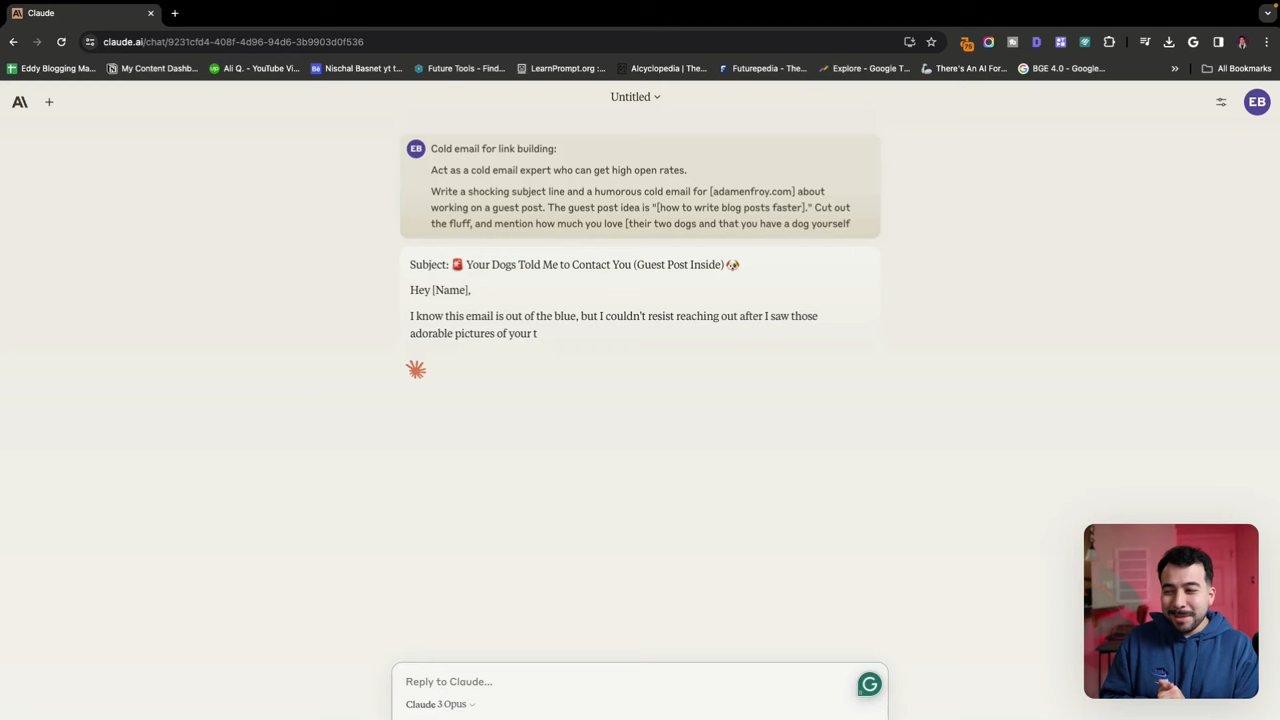 Claude
claude.ai/chat/9231cfd4-408f-4d96-94d6-3b9903d0f536
75
Eddy Blogging Ma... My Content Dashb... Ali Q. - YouTube Vi... Nischal Basnet yt t... Future Tools - Find... LearnPrompt.org :... AIcyclopedia | The... Futurepedia - The... Explore - Google T... There's An AI For... BGE 4.0 - Google... » All Bookmarks
Untitled
EB
EB Cold email for link building:
Act as a cold email expert who can get high open rates.
Write a shocking subject line and a humorous cold email for [adamenfroy.com] about
working on a guest post. The guest post idea is "[how to write blog posts faster]." Cut out
the fluff, and mention how much you love [their two dogs and that you have a dog yourself
Subject: 🚨 Your Dogs Told Me to Contact You (Guest Post Inside) 🐶
Hey [Name],
I know this email is out of the blue, but I couldn't resist reaching out after I saw those
adorable pictures of your t
Reply to Claude...
Claude 3 Opus